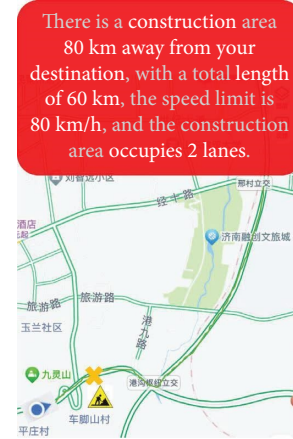 There is a construction area
80 km away from your
destination, with a total length
of 60 km, the speed limit is
80 km/h, and the construction
area occupies 2 lanes.
刘智远小区
邢村立交
经十路
酒店
济南融创文旅城
旅游路
旅游路
玉兰社区
港九路
九灵山
港沟枢纽立交
车脚山村
平庄村